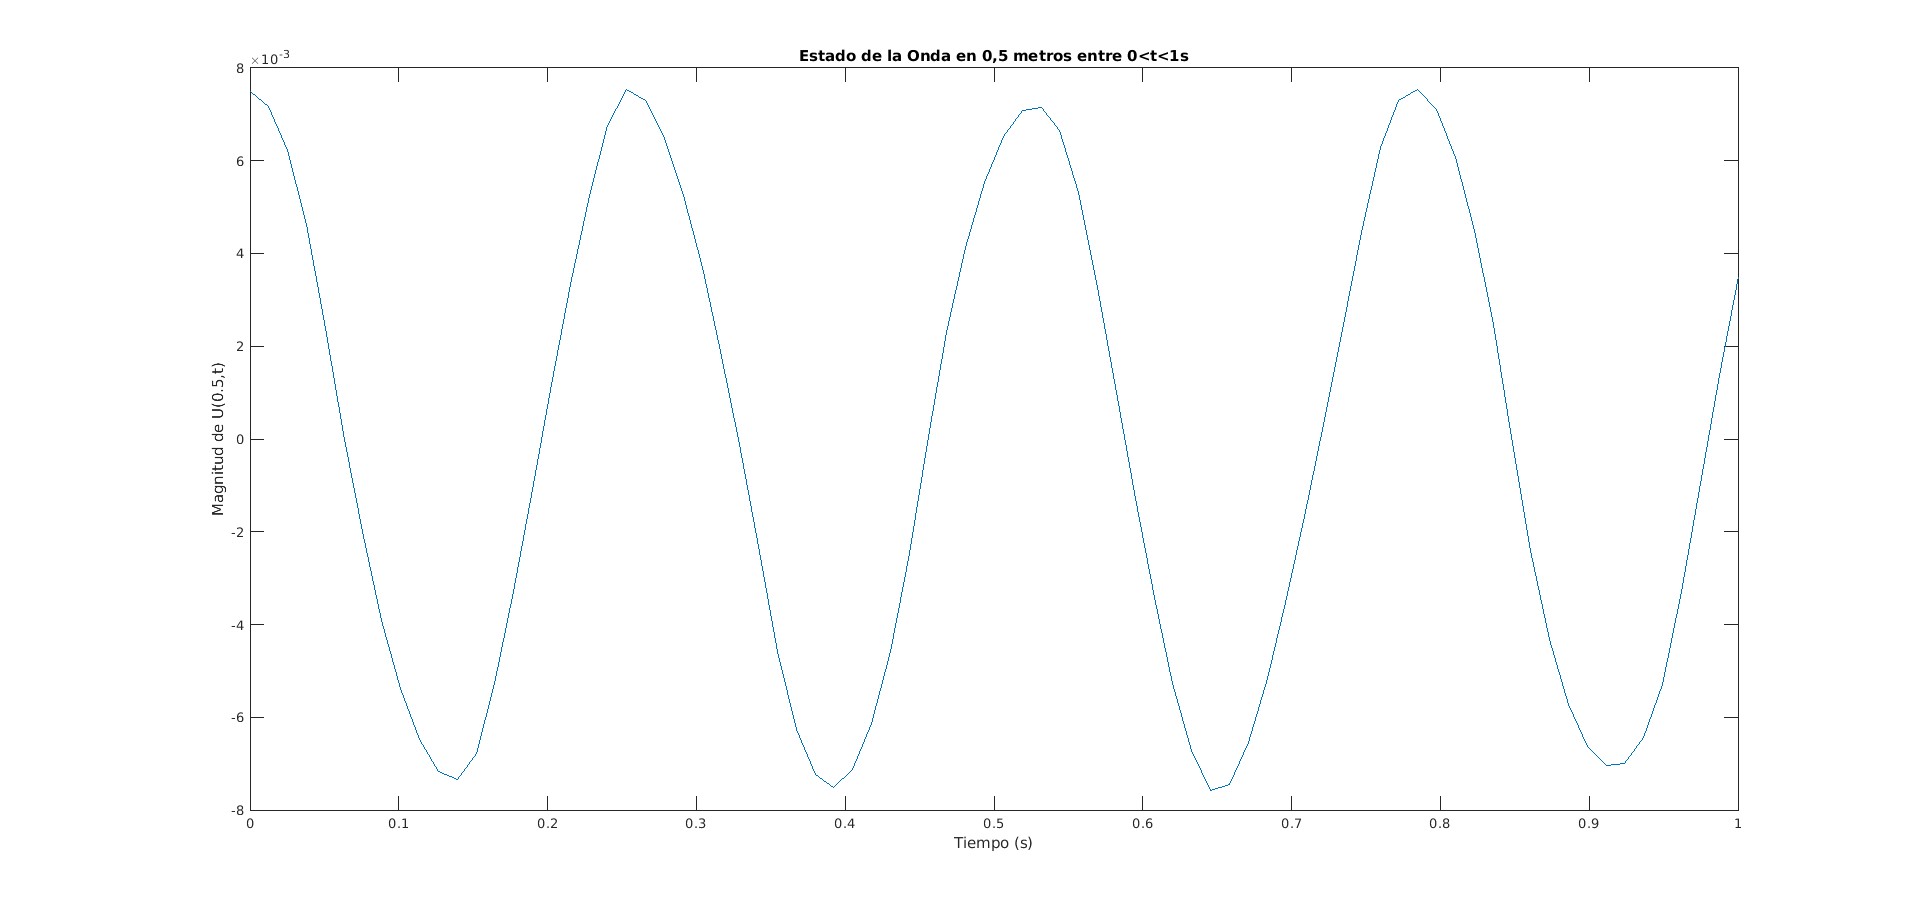 Estado de la Onda en 0,5 metros entre 0<t<1s
×10-3
8
6
4
2
0
-2
-4
-6
-8
Magnitud de U(0.5,t)
0 0.1 0.2 0.3 0.4 0.5 0.6 0.7 0.8 0.9 1
Tiempo (s)